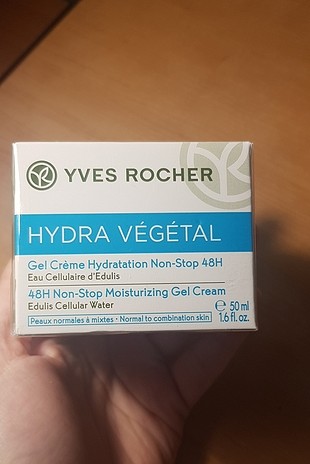 YVES ROCHER
HYDRA VÉGÉTAL
Gel Crème Hydratation Non-Stop 48H
Eau Cellulaire d'Edulis
48H Non-Stop Moisturizing Gel Cream
Edulis Cellular Water
℮ 50 ml
Peaux normales à mixtes • Normal to combination skin
1.6 fl. oz.